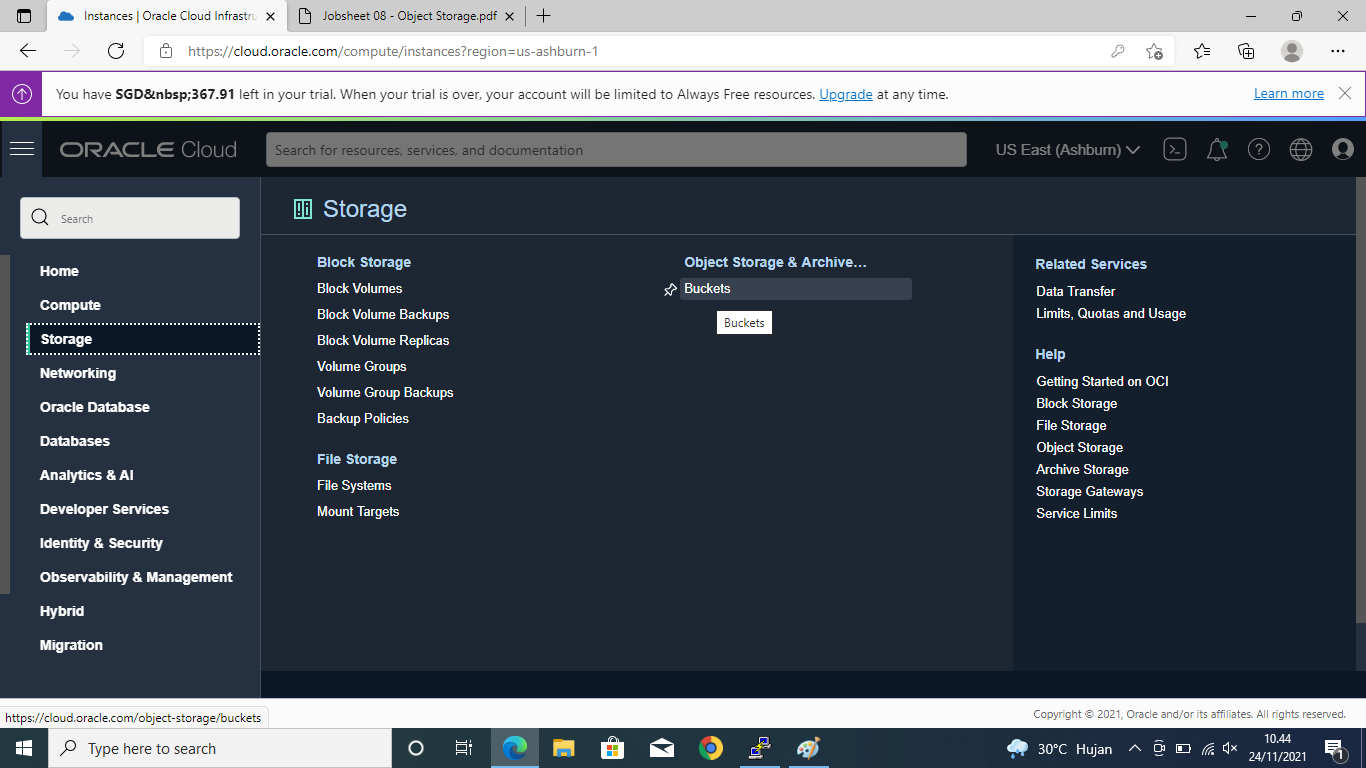 Instances | Oracle Cloud Infrastru
Jobsheet 08 - Object Storage.pdf
https://cloud.oracle.com/compute/instances?region=us-ashburn-1
You have SGD&nbsp;367.91 left in your trial. When your trial is over, your account will be limited to Always Free resources. Upgrade at any time.
Learn more
ORACLE Cloud
Search for resources, services, and documentation
US East (Ashburn)
Search
Home
Compute
Storage
Networking
Oracle Database
Databases
Analytics & AI
Developer Services
Identity & Security
Observability & Management
Hybrid
Migration
Storage
Block Storage
Block Volumes
Block Volume Backups
Block Volume Replicas
Volume Groups
Volume Group Backups
Backup Policies
File Storage
File Systems
Mount Targets
Object Storage & Archive...
Buckets
Buckets
Related Services
Data Transfer
Limits, Quotas and Usage
Help
Getting Started on OCI
Block Storage
File Storage
Object Storage
Archive Storage
Storage Gateways
Service Limits
https://cloud.oracle.com/object-storage/buckets
Copyright © 2021, Oracle and/or its affiliates. All rights reserved.
Type here to search
30°C Hujan
10.44
24/11/2021
1